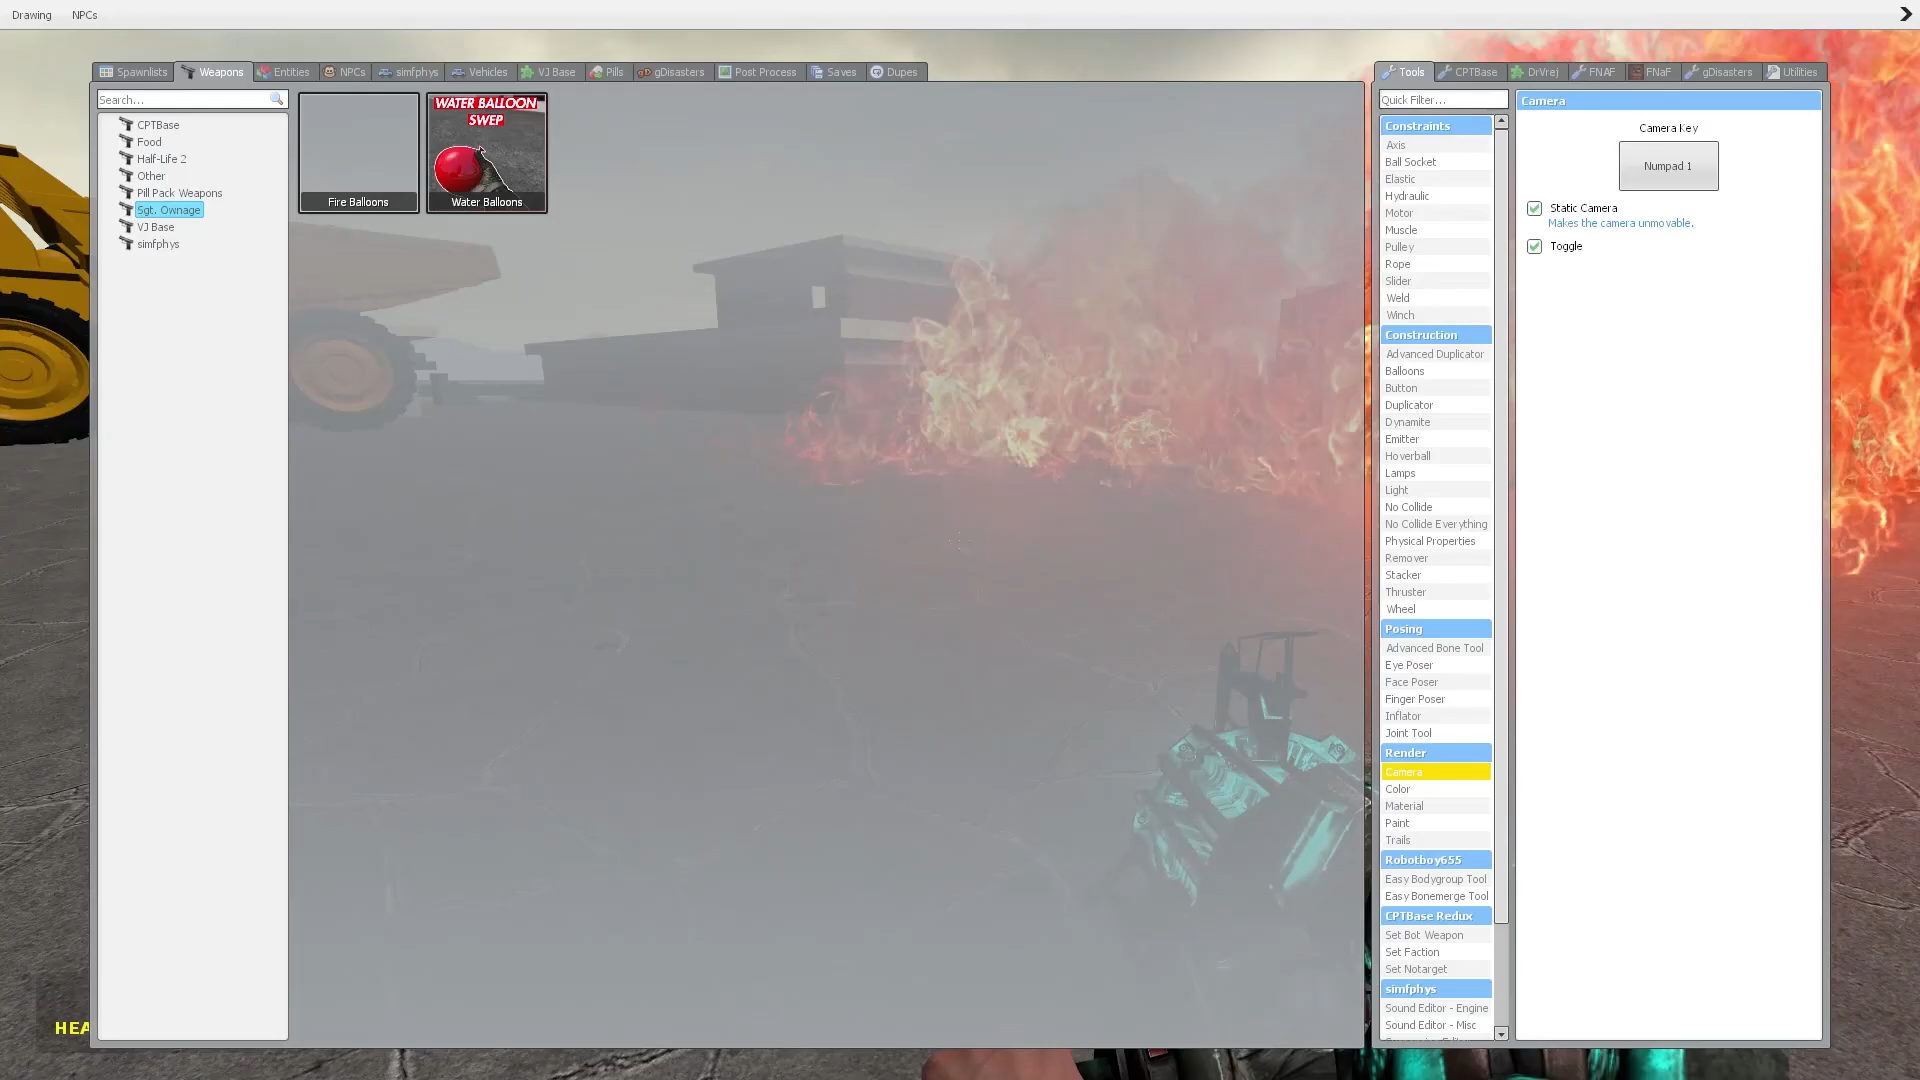 Drawing NPCs
Spawnlists Weapons Entities NPCs simfphys Vehicles VJ Base Pills gDisasters Post Process Saves Dupes
Search...
CPTBase
Food
Half-Life 2
Other
Pill Pack Weapons
Sgt. Ownage
VJ Base
simfphys
Fire Balloons
WATER BALLOON
SWEP
Water Balloons
HEA
Tools CPTBase DrVrej FNAF FNaF gDisasters Utilities
Quick Filter...
Constraints
Axis
Ball Socket
Elastic
Hydraulic
Motor
Muscle
Pulley
Rope
Slider
Weld
Winch
Construction
Advanced Duplicator
Balloons
Button
Duplicator
Dynamite
Emitter
Hoverball
Lamps
Light
No Collide
No Collide Everything
Physical Properties
Remover
Stacker
Thruster
Wheel
Posing
Advanced Bone Tool
Eye Poser
Face Poser
Finger Poser
Inflator
Joint Tool
Render
Camera
Color
Material
Paint
Trails
Robotboy655
Easy Bodygroup Tool
Easy Bonemerge Tool
CPTBase Redux
Set Bot Weapon
Set Faction
Set Notarget
simfphys
Sound Editor - Engine
Sound Editor - Misc
Camera
Camera Key
Numpad 1
Static Camera
Makes the camera unmovable.
Toggle